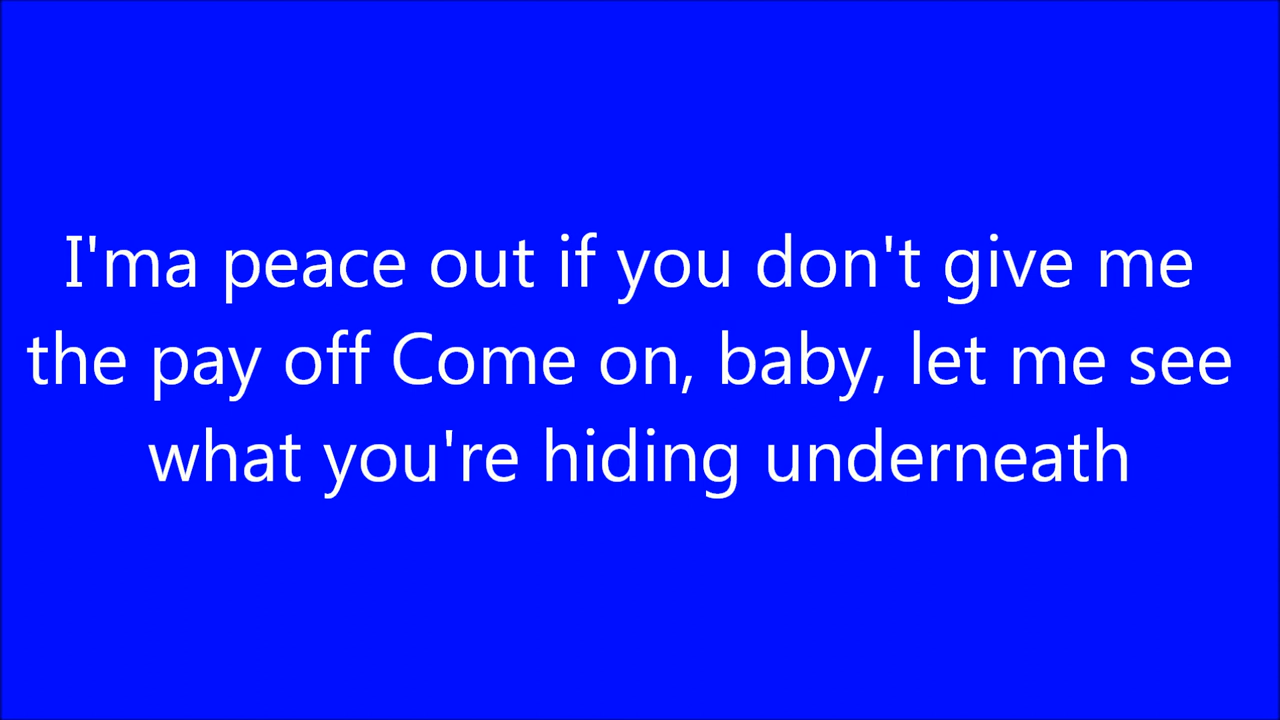 I'ma peace out if you don't give me
the pay off Come on, baby, let me see
what you're hiding underneath